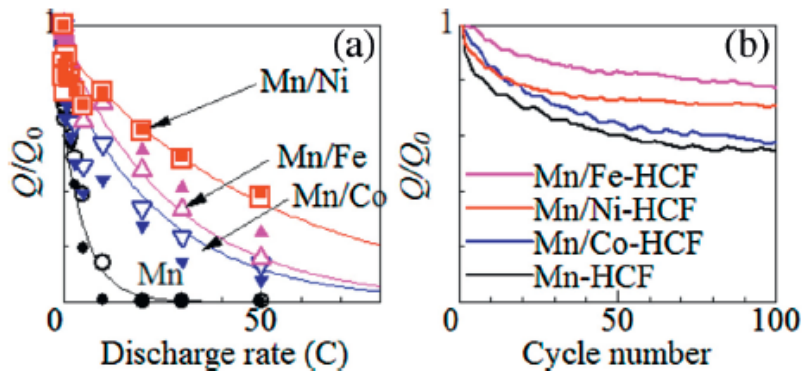 1
(a)
Mn/Ni
Mn/Fe
Mn/Co
Mn
Q/Q0
0
50
Discharge rate (C)
1
(b)
Q/Q0
Mn/Fe-HCF
Mn/Ni-HCF
Mn/Co-HCF
Mn-HCF
0
50
100
Cycle number